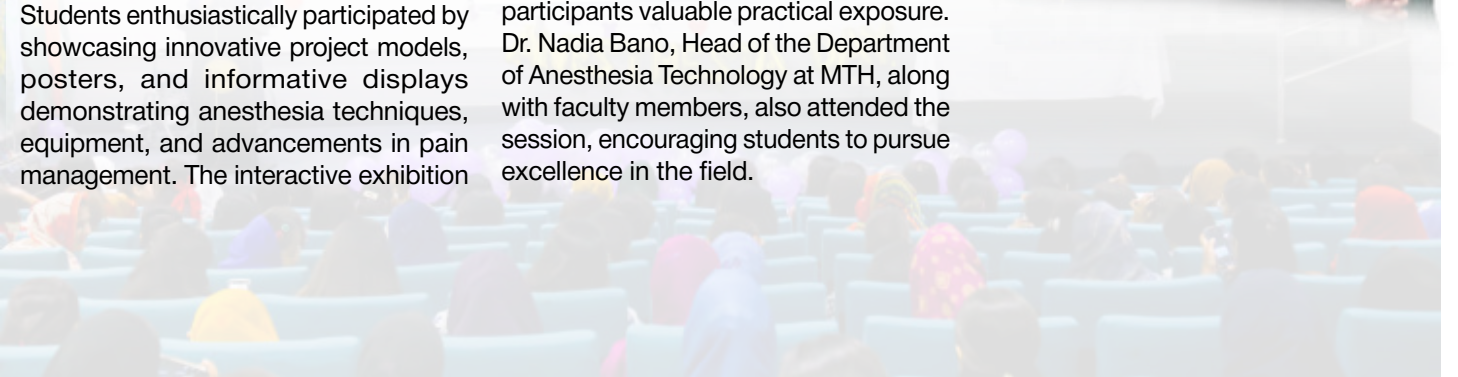 Students enthusiastically participated by
showcasing innovative project models,
posters, and informative displays
demonstrating anesthesia techniques,
equipment, and advancements in pain
management. The interactive exhibition
participants valuable practical exposure.
Dr. Nadia Bano, Head of the Department
of Anesthesia Technology at MTH, along
with faculty members, also attended the
session, encouraging students to pursue
excellence in the field.